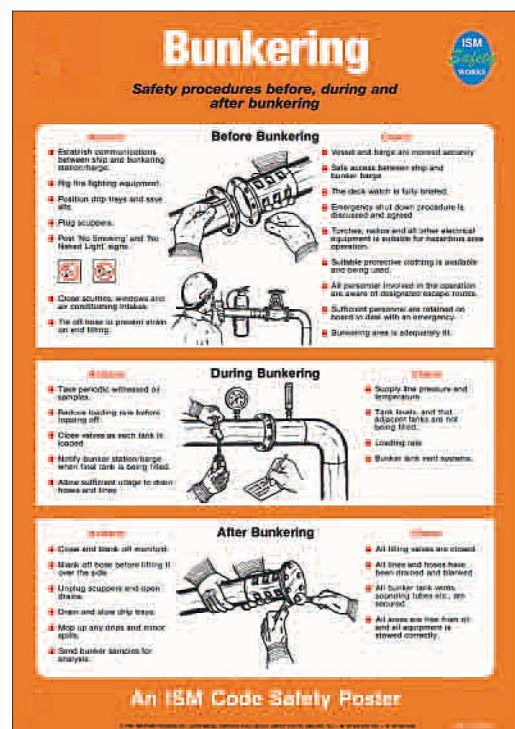 Bunkering
ISM
Safety
WORKS
Safety procedures before, during and
after bunkering
Before Bunkering
Establish communications
between ship and bunkering
station/barge.
Rig fire fighting equipment.
Position drip trays and save
alls.
Plug scuppers.
Post 'No Smoking' and 'No
Naked Light' signs.
Close scuttles, windows and
air conditioning intakes.
Tie off hose to prevent strain
on end fitting.
Vessel and barge are moored securely
Safe access between ship and
bunker barge
The deck watch is fully briefed.
Emergency shut down procedure is
discussed and agreed
Torches, radios and all other electrical
equipment is suitable for hazardous area
operation.
Suitable protective clothing is available
and being used.
All personnel involved in the operation
are aware of designated escape routes.
Sufficient personnel are retained on
board to deal with an emergency.
Bunkering area is adequately lit.
During Bunkering
Take periodic witnessed oil
samples.
Reduce loading rate before
topping off.
Close valves as each tank is
loaded
Notify bunker station/barge
when final tank is being filled.
Allow sufficient ullage to drain
hoses and lines
Supply line pressure and
temperature.
Tank levels, and that
adjacent tanks are not
being filled.
Loading rate
Bunker tank vent systems.
After Bunkering
Close and blank off manifold.
Blank off hose before lifting it
over the side
Unplug scuppers and open
drains.
Drain and stow drip trays.
Mop up any drips and minor
spills.
Send bunker samples for
analysis.
All filling valves are closed
All lines and hoses have
been drained and blanked
All bunker tank vents,
sounding tubes etc., are
secured
All areas are free from oil
and all equipment is
stowed correctly.
An ISM Code Safety Poster